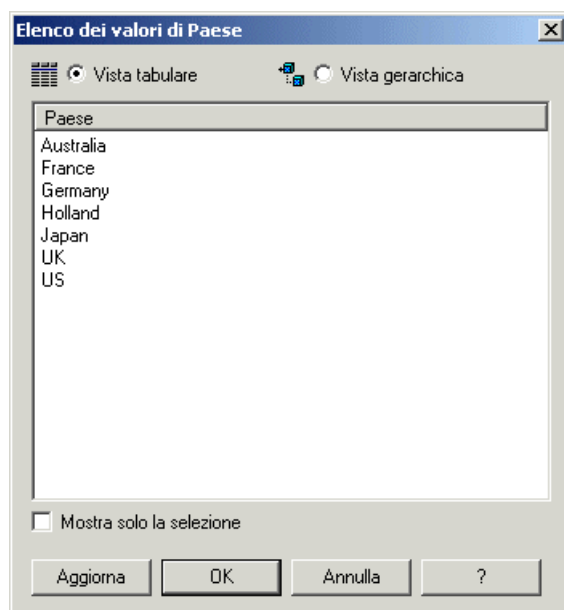 Elenco dei valori di Paese
Vista tabulare Vista gerarchica
Paese
Australia
France
Germany
Holland
Japan
UK
US
Mostra solo la selezione
Aggiorna OK Annulla ?